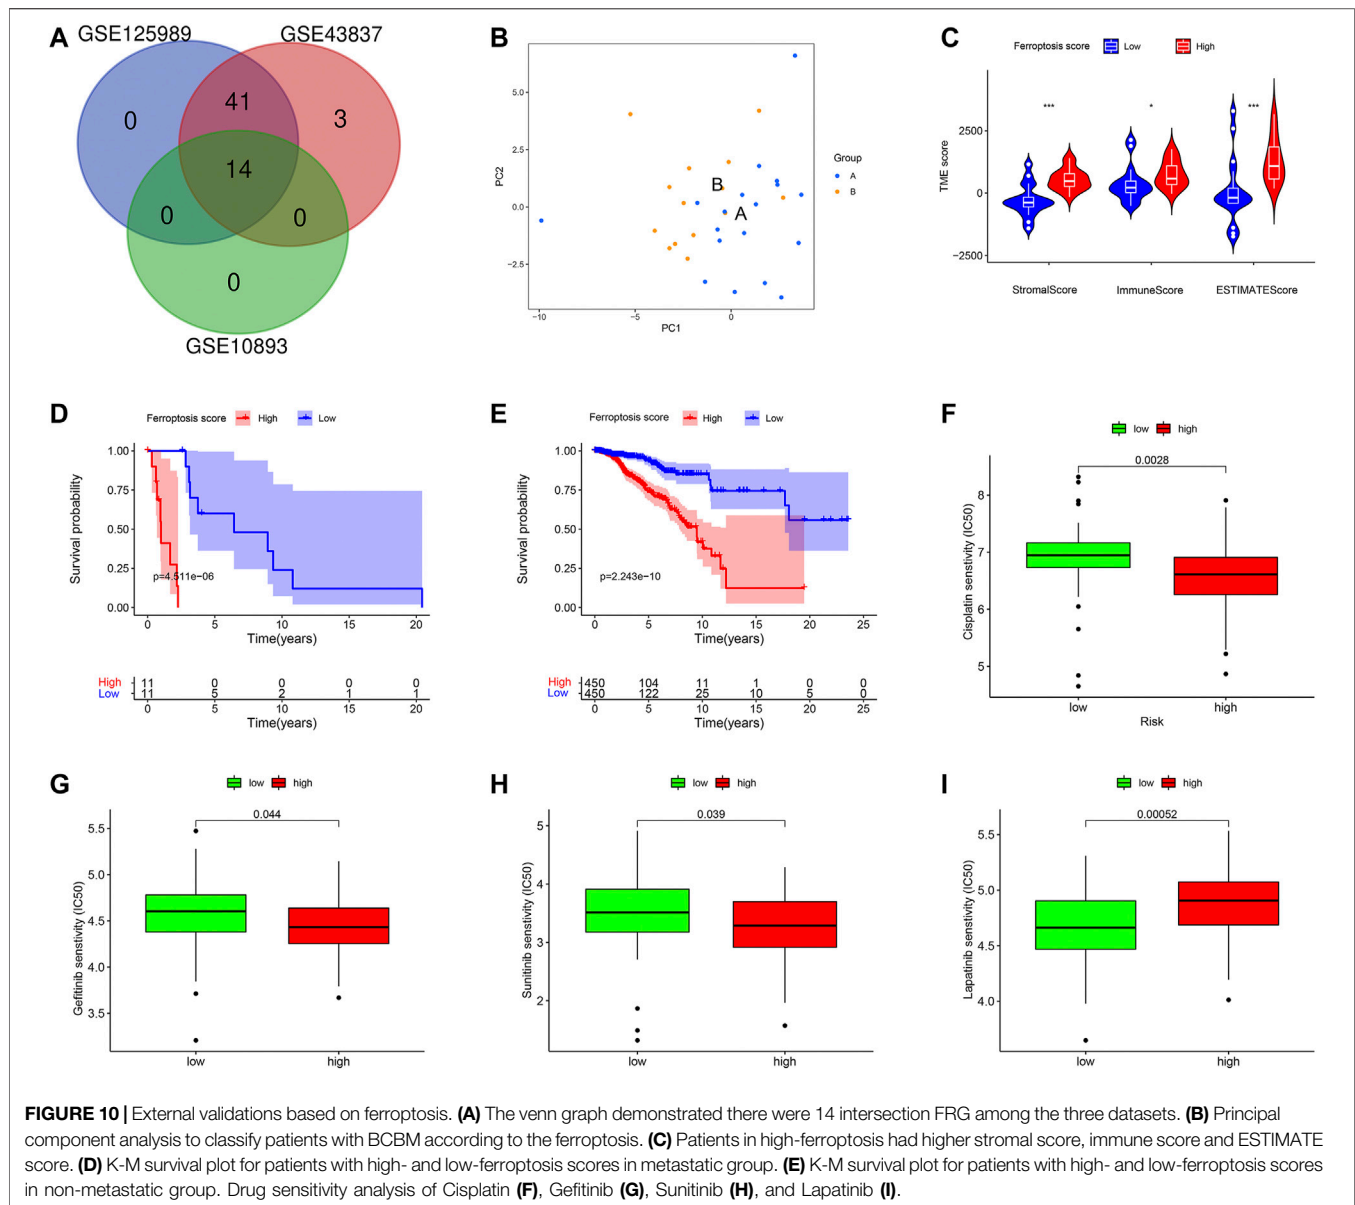 A
GSE125989
GSE43837
0
41
3
14
0
0
0
GSE10893
B
5.0
2.5
0.0
−2.5
PC2
−10
−5
0
PC1
B
A
Group
A
B
C
Ferroptosis score
Low
High
***
*
***
2500
0
−2500
TME score
StromalScore
ImmuneScore
ESTIMATEScore
D
Ferroptosis score
High
Low
1.00
0.75
0.50
0.25
0.00
Survival probability
p=4.511e−06
0
5
10
15
20
Time(years)
High
11
0
0
0
0
Low
11
5
2
1
1
0
5
10
15
20
Time(years)
E
Ferroptosis score
High
Low
1.00
0.75
0.50
0.25
0.00
Survival probability
p=2.243e−10
0
5
10
15
20
25
Time(years)
High
450
104
11
1
0
0
Low
450
122
25
10
5
0
0
5
10
15
20
25
Time(years)
F
low
high
0.0028
8
7
6
5
Cisplatin senstivity (IC50)
low
high
Risk
G
low
high
0.044
5.5
5.0
4.5
4.0
3.5
Gefitinib senstivity (IC50)
low
high
H
low
high
0.039
5
4
3
2
Sunitinib senstivity (IC50)
low
high
I
low
high
0.00052
5.5
5.0
4.5
4.0
Lapatinib senstivity (IC50)
low
high
FIGURE 10 | External validations based on ferroptosis. (A) The venn graph demonstrated there were 14 intersection FRG among the three datasets. (B) Principal
component analysis to classify patients with BCBM according to the ferroptosis. (C) Patients in high-ferroptosis had higher stromal score, immune score and ESTIMATE
score. (D) K-M survival plot for patients with high- and low-ferroptosis scores in metastatic group. (E) K-M survival plot for patients with high- and low-ferroptosis scores
in non-metastatic group. Drug sensitivity analysis of Cisplatin (F), Gefitinib (G), Sunitinib (H), and Lapatinib (I).